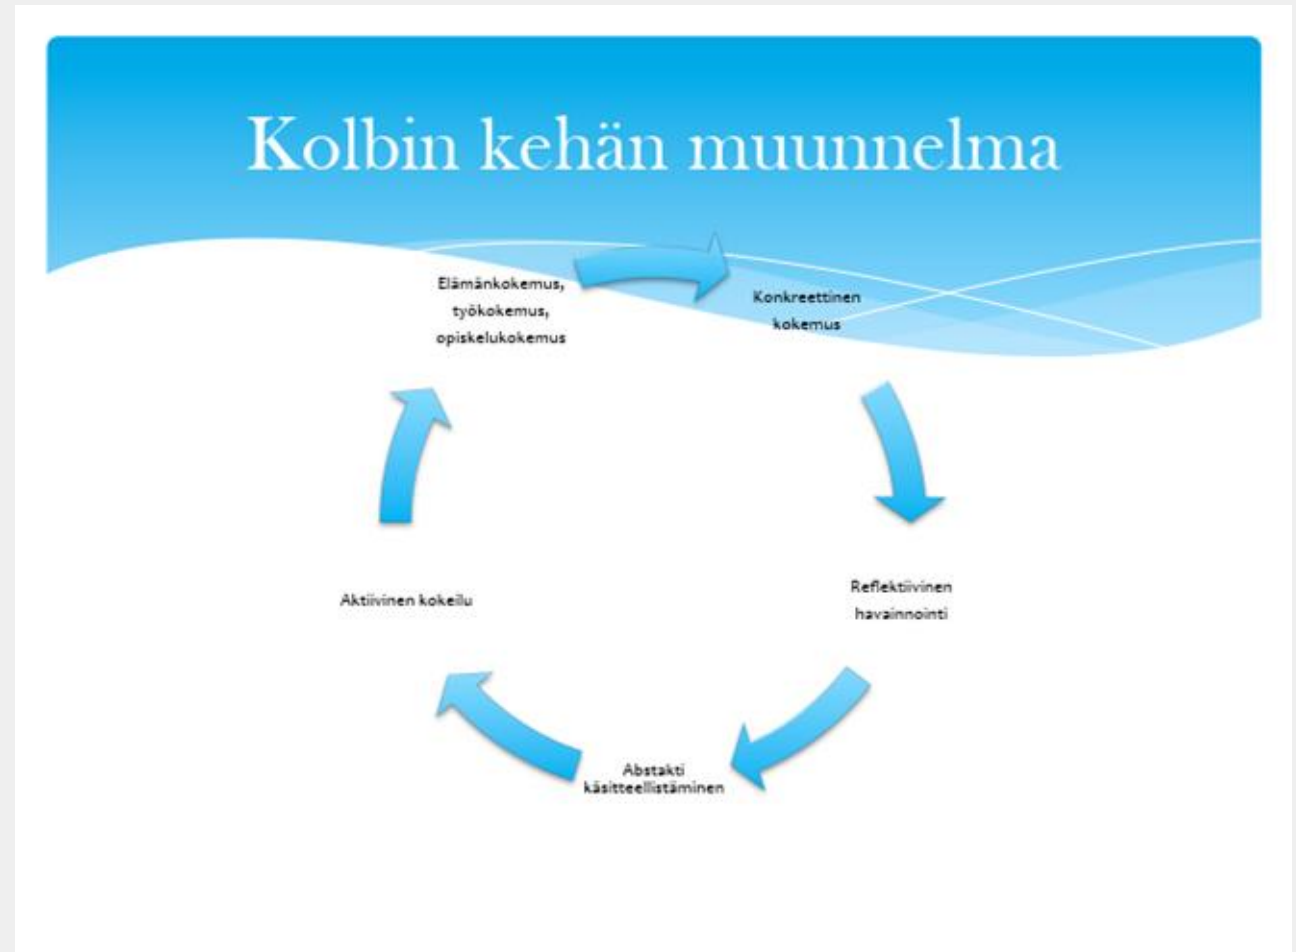 Kolbin kehän muunnelma
Elämänkokemus,
työkokemus,
opiskelukokemus
Konkreettinen
kokemus
Reflektiivinen
havainnointi
Abstakti
käsitteellistäminen
Aktiivinen kokeilu